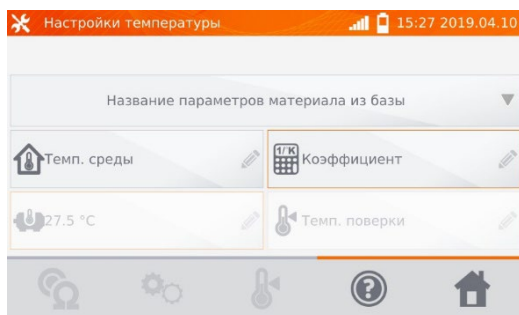 Настройки температуры 15:27 2019.04.10
Название параметров материала из базы
Темп. среды 1/K Коэффициент
27.5 °C Темп. поверки